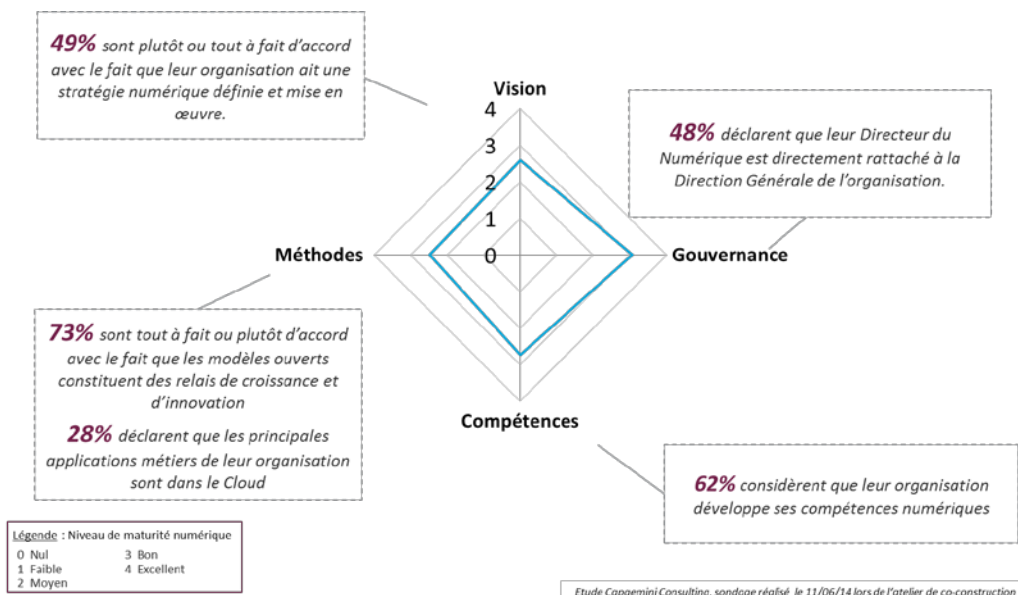 49% sont plutôt ou tout à fait d'accord
avec le fait que leur organisation ait une
stratégie numérique définie et mise en
œuvre.
Vision
4
3
2
1
0
48% déclarent que leur Directeur du
Numérique est directement rattaché à la
Direction Générale de l'organisation.
Méthodes
Gouvernance
73% sont tout à fait ou plutôt d'accord
avec le fait que les modèles ouverts
constituent des relais de croissance et
d'innovation
28% déclarent que les principales
applications métiers de leur organisation
sont dans le Cloud
Compétences
62% considèrent que leur organisation
développe ses compétences numériques
Légende : Niveau de maturité numérique
0 Nul 3 Bon
1 Faible 4 Excellent
2 Moyen
Etude Capgemini Consulting, sondage réalisé le 11/06/14 lors de l'atelier de co-construction